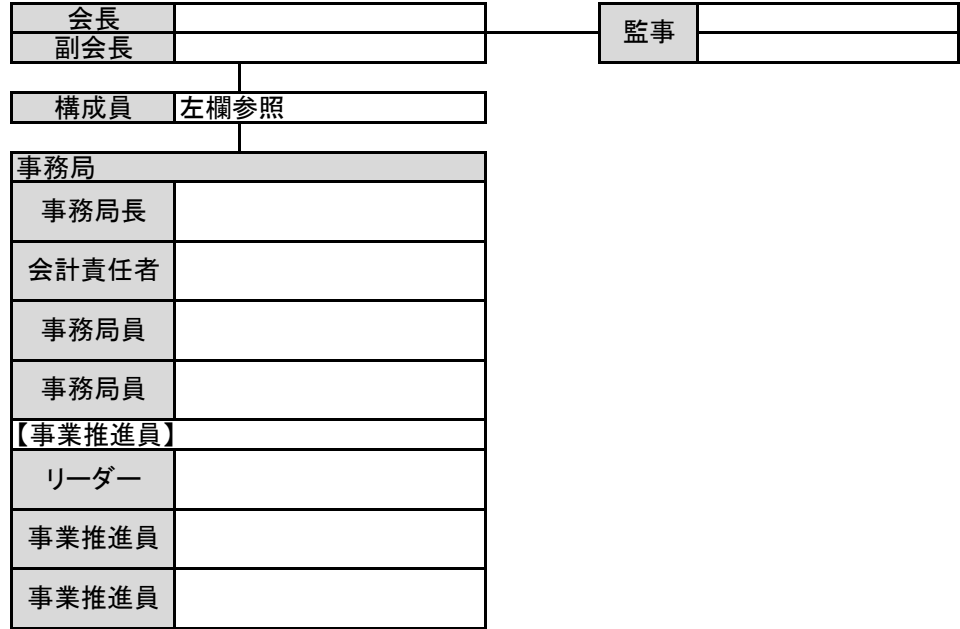 会長
副会長
監事
構成員 左欄参照
事務局
事務局長
会計責任者
事務局員
事務局員
【事業推進員】
リーダー
事業推進員
事業推進員